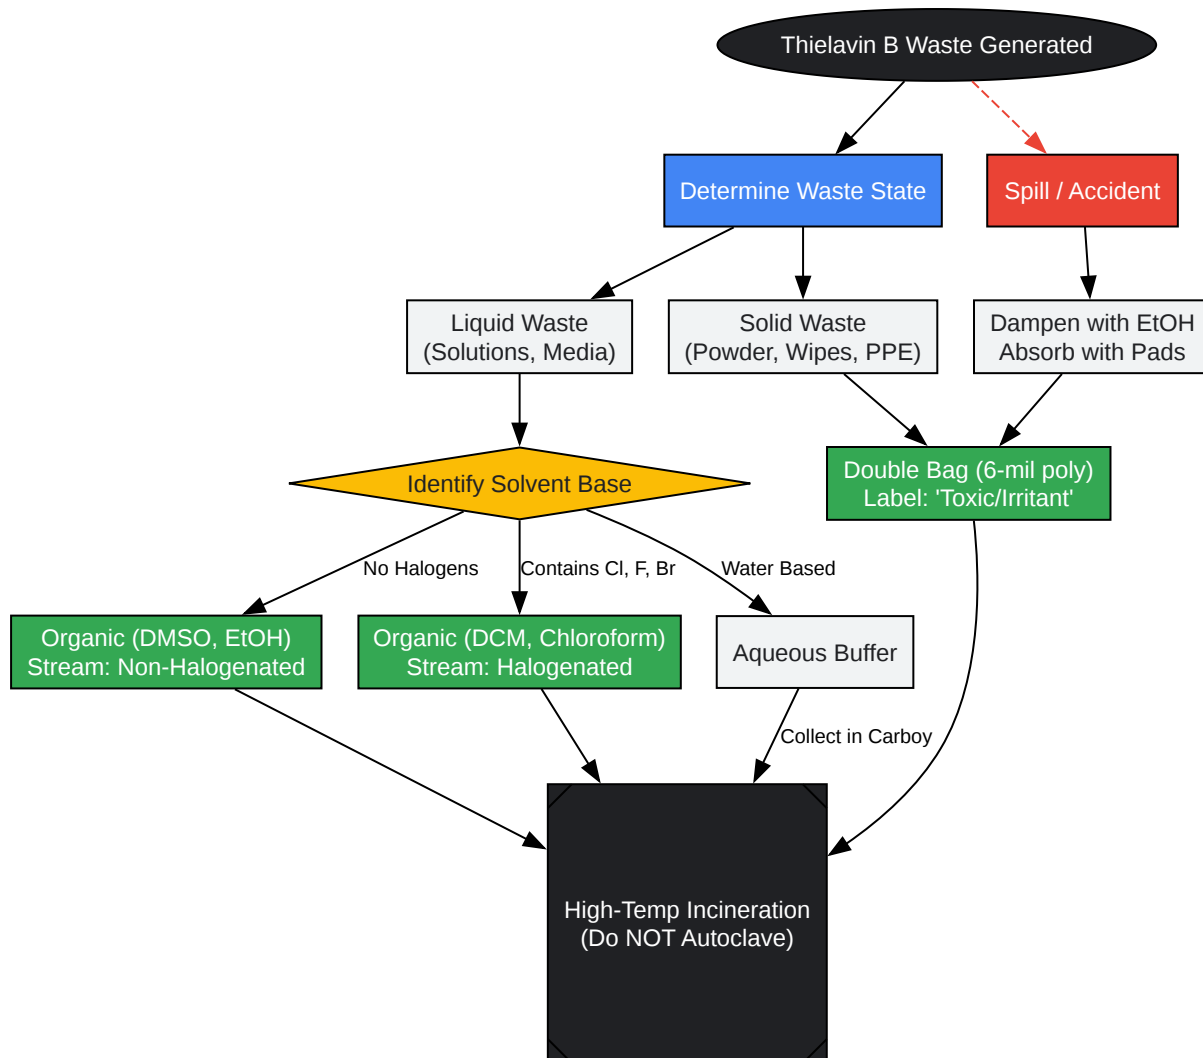 Thielavin B Waste Generated
Determine Waste State
Spill / Accident
Liquid Waste
(Solutions, Media)
Solid Waste
(Powder, Wipes, PPE)
Dampen with EtOH
Absorb with Pads
Identify Solvent Base
Double Bag (6-mil poly)
Label: 'Toxic/Irritant'
No Halogens
Contains Cl, F, Br
Water Based
Organic (DMSO, EtOH)
Stream: Non-Halogenated
Organic (DCM, Chloroform)
Stream: Halogenated
Aqueous Buffer
Collect in Carboy
High-Temp Incineration
(Do NOT Autoclave)